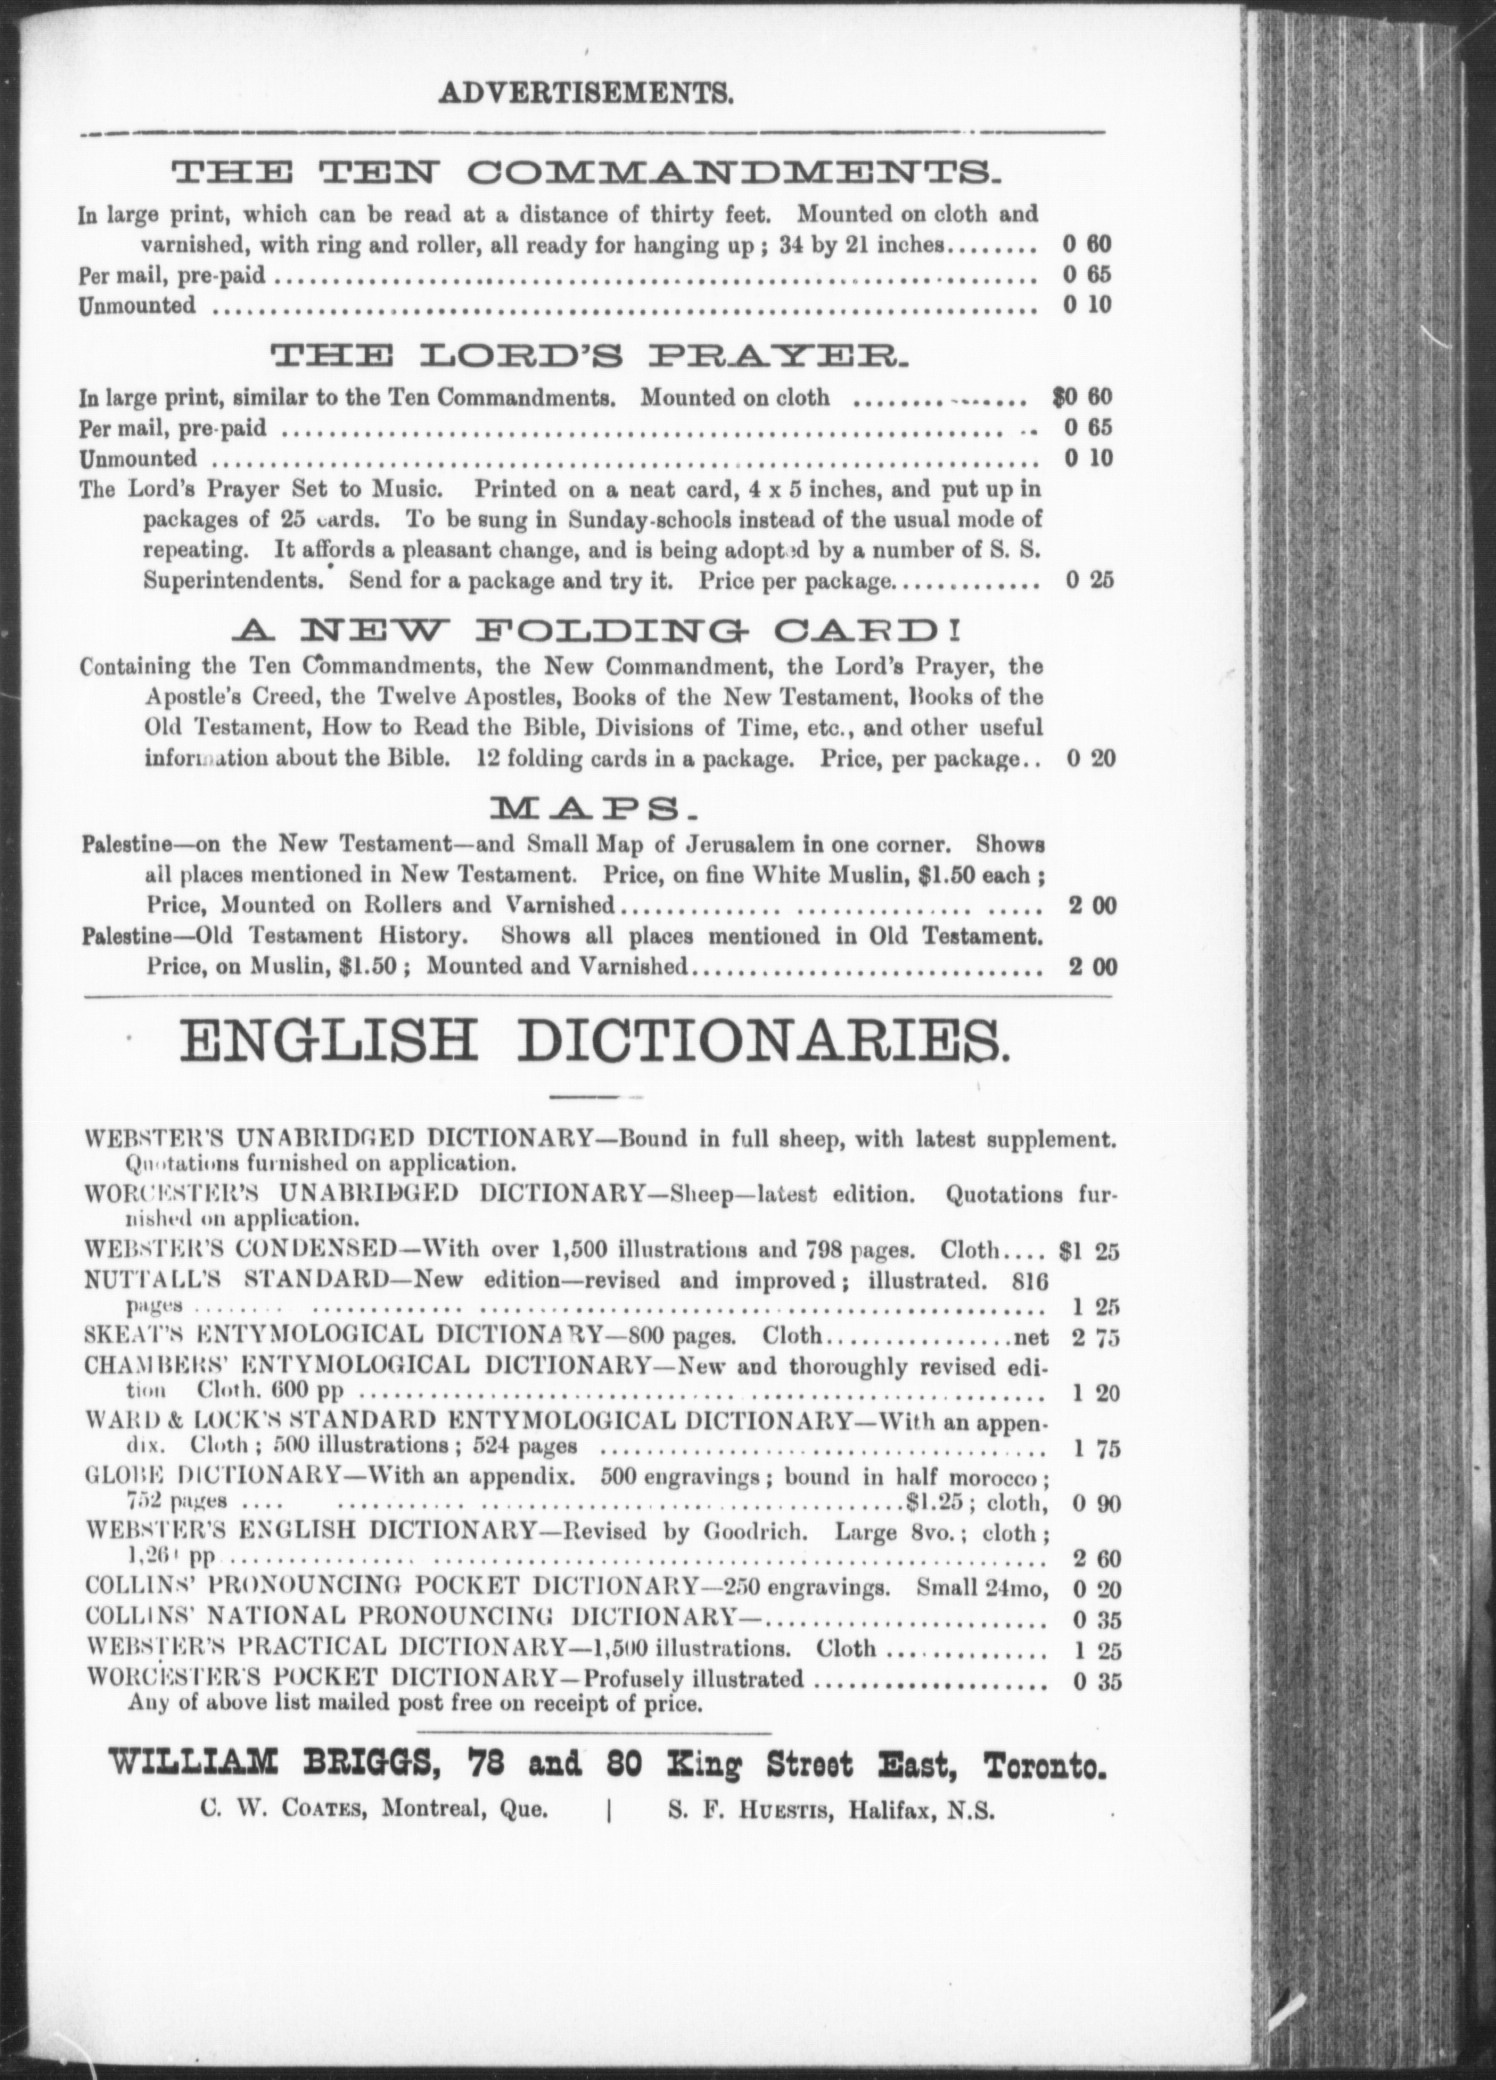 ADVERTISEMENTS.
THE TEN COMMANDMENTS.
In large print, which can be read at a distance of thirty feet. Mounted on cloth and
varnished, with ring and roller, all ready for hanging up ; 34 by 21 inches........ 0 60
Per mail, pre-paid ........ 0 65
Unmounted ........ 0 10
THE LORD'S PRAYER.
In large print, similar to the Ten Commandments. Mounted on cloth ........ $0 60
Per mail, pre-paid ........ 0 65
Unmounted ........ 0 10
The Lord's Prayer Set to Music. Printed on a neat card, 4 x 5 inches, and put up in
packages of 25 cards. To be sung in Sunday-schools instead of the usual mode of
repeating. It affords a pleasant change, and is being adopted by a number of S. S.
Superintendents. Send for a package and try it. Price per package........ 0 25
A NEW FOLDING CARD!
Containing the Ten Commandments, the New Commandment, the Lord's Prayer, the
Apostle's Creed, the Twelve Apostles, Books of the New Testament, Books of the
Old Testament, How to Read the Bible, Divisions of Time, etc., and other useful
information about the Bible. 12 folding cards in a package. Price, per package.. 0 20
MAPS.
Palestine—on the New Testament—and Small Map of Jerusalem in one corner. Shows
all places mentioned in New Testament. Price, on fine White Muslin, $1.50 each ;
Price, Mounted on Rollers and Varnished........ 2 00
Palestine—Old Testament History. Shows all places mentioned in Old Testament.
Price, on Muslin, $1.50 ; Mounted and Varnished........ 2 00
ENGLISH DICTIONARIES.
WEBSTER'S UNABRIDGED DICTIONARY—Bound in full sheep, with latest supplement.
Quotations furnished on application.
WORCESTER'S UNABRIDGED DICTIONARY—Sheep—latest edition. Quotations fur-
nished on application.
WEBSTER'S CONDENSED—With over 1,500 illustrations and 798 pages. Cloth.... $1 25
NUTTALL'S STANDARD—New edition—revised and improved ; illustrated. 816
pages ........ 1 25
SKEAT'S ENTYMOLOGICAL DICTIONARY—800 pages. Cloth........net 2 75
CHAMBERS' ENTYMOLOGICAL DICTIONARY—New and thoroughly revised edi-
tion Cloth. 600 pp ........ 1 20
WARD & LOCK'S STANDARD ENTYMOLOGICAL DICTIONARY—With an appen-
dix. Cloth ; 500 illustrations ; 524 pages ........ 1 75
GLOBE DICTIONARY—With an appendix. 500 engravings ; bound in half morocco ;
752 pages ........$1.25 ; cloth, 0 90
WEBSTER'S ENGLISH DICTIONARY—Revised by Goodrich. Large 8vo. ; cloth ;
pp ........ 2 60
COLLINS' PRONOUNCING POCKET DICTIONARY—250 engravings. Small 24mo, 0 20
COLLINS' NATIONAL PRONOUNCING DICTIONARY—........ 0 35
WEBSTER'S PRACTICAL DICTIONARY—1,500 illustrations. Cloth ........ 1 25
WORCESTER'S POCKET DICTIONARY—Profusely illustrated ........ 0 35
Any of above list mailed post free on receipt of price.
WILLIAM BRIGGS, 78 and 80 King Street East, Toronto.
C. W. COATES, Montreal, Que. | S. F. HUESTIS, Halifax, N.S.